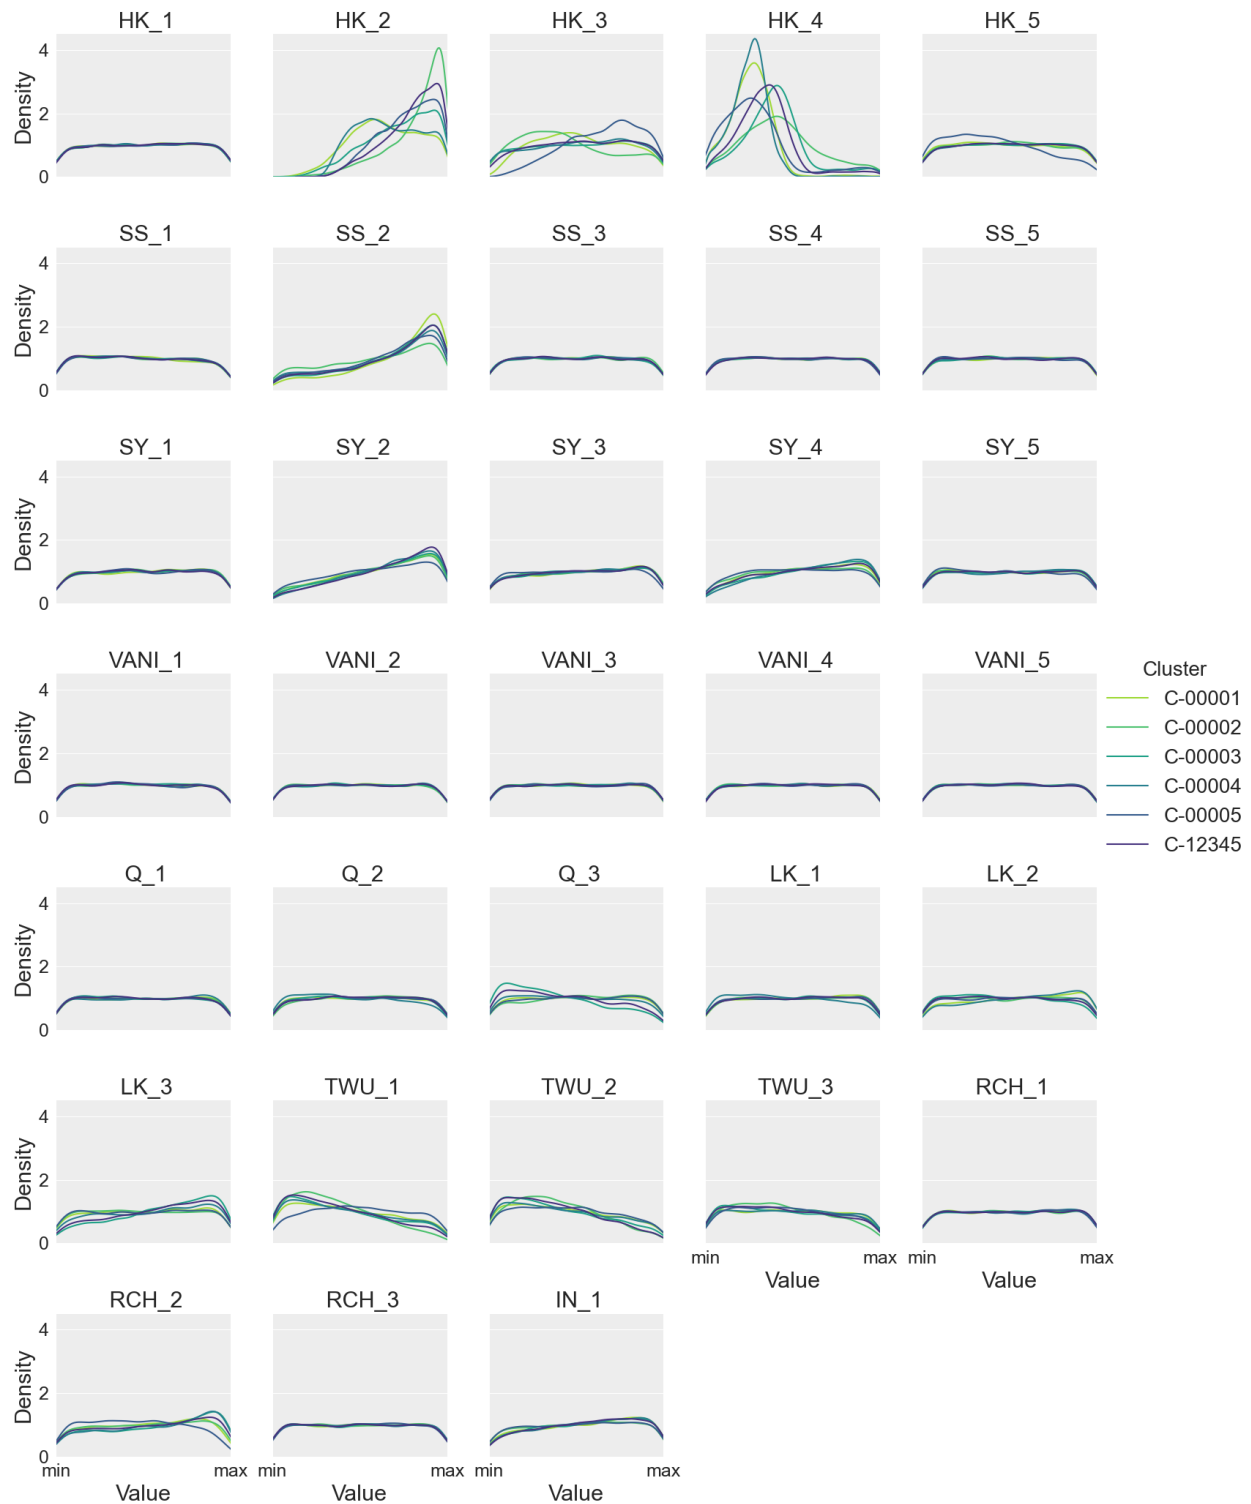 HK_1 HK_2 HK_3 HK_4 HK_5
Density
4
2
0
SS_1 SS_2 SS_3 SS_4 SS_5
Density
4
2
0
SY_1 SY_2 SY_3 SY_4 SY_5
Density
4
2
0
VANI_1 VANI_2 VANI_3 VANI_4 VANI_5
Density
4
2
0
Cluster
C-00001
C-00002
C-00003
C-00004
C-00005
C-12345
Q_1 Q_2 Q_3 LK_1 LK_2
Density
4
2
0
LK_3 TWU_1 TWU_2 TWU_3 RCH_1
Density
4
2
0
min max min max
Value Value
RCH_2 RCH_3 IN_1
Density
4
2
0
min max min max min max
Value Value Value